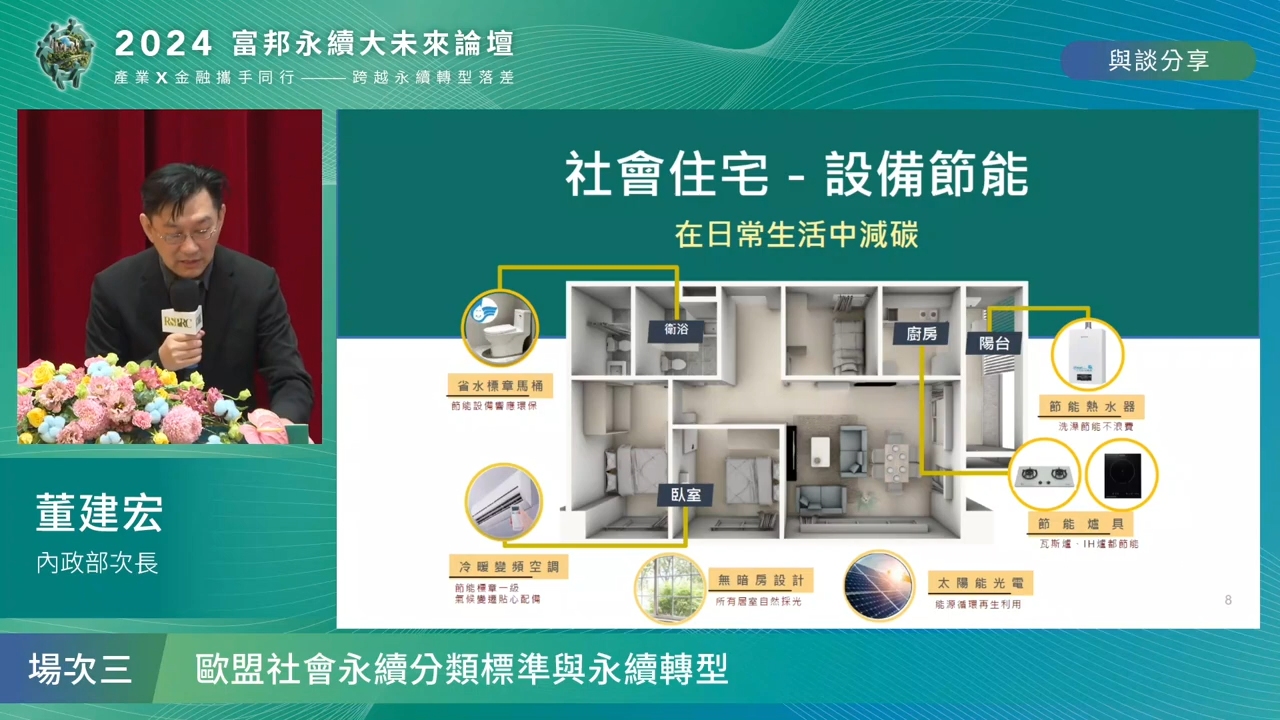 2024 富邦永續大未來論壇
產業X金融攜手同行——跨越永續轉型落差
與談分享
RSPRC
董建宏
內政部次長
社會住宅-設備節能
在日常生活中減碳
衛浴
廚房
陽台
臥室
省水標章馬桶
節能設備響應環保
冷暖變頻空調
節能標章一級
氣候變遷貼心配備
無暗房設計
所有居室自然採光
太陽能光電
能源循環再生利用
節能熱水器
洗澡節能不浪費
節能爐具
瓦斯爐、IH爐都節能
8
場次三
歐盟社會永續分類標準與永續轉型